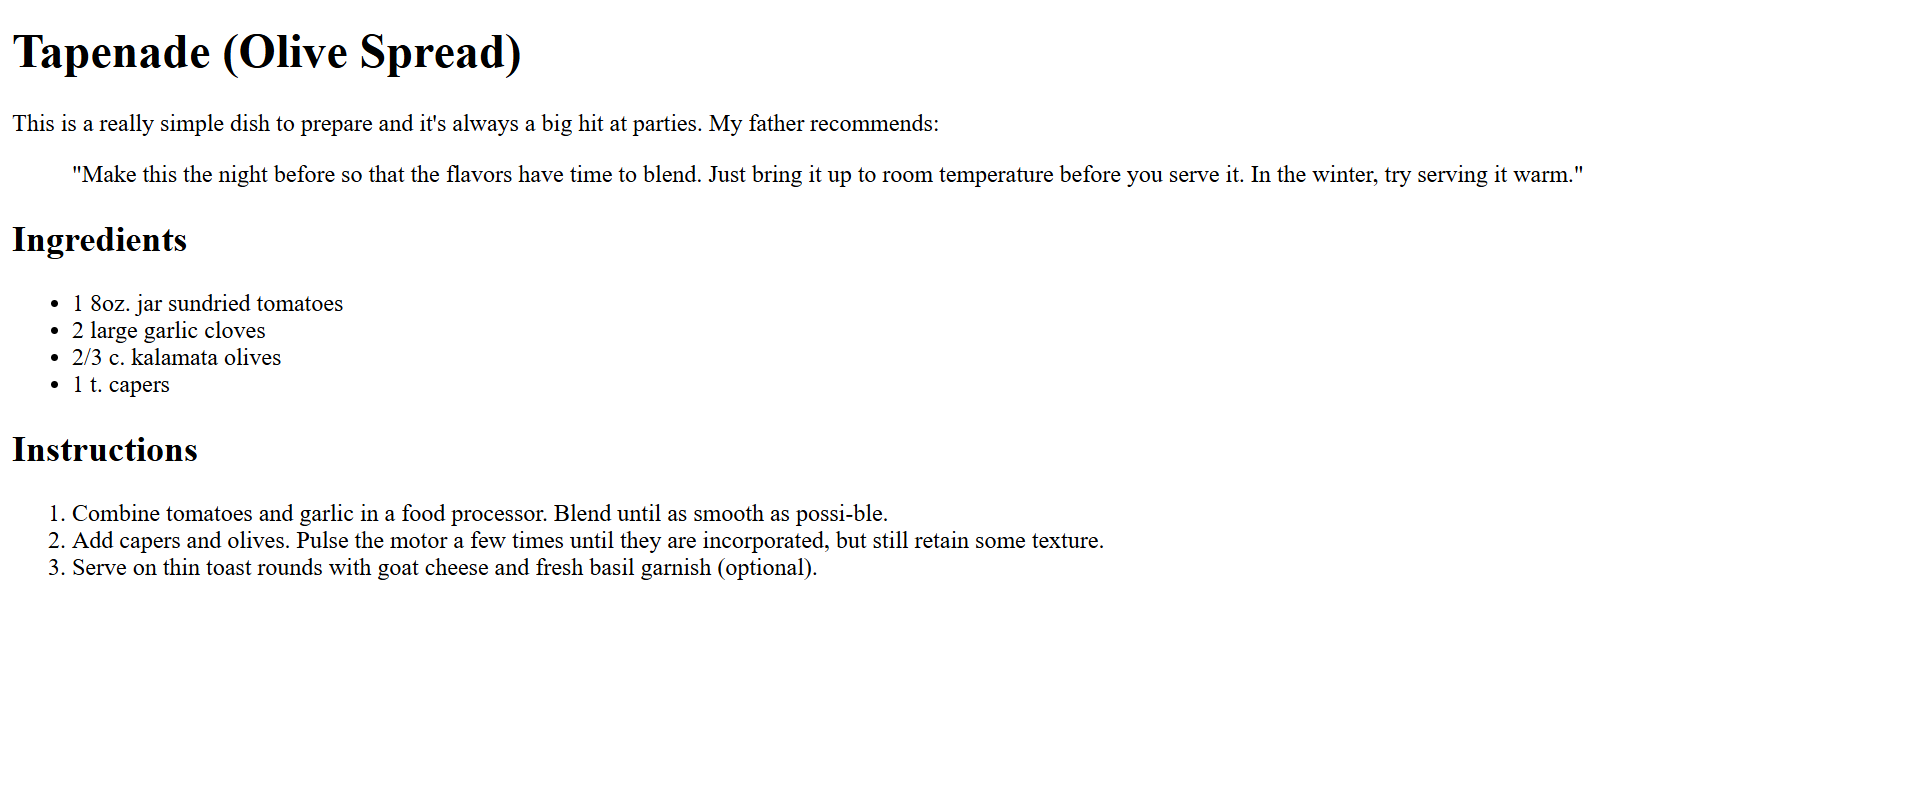 Tapenade (Olive Spread)
This is a really simple dish to prepare and it's always a big hit at parties. My father recommends:
"Make this the night before so that the flavors have time to blend. Just bring it up to room temperature before you serve it. In the winter, try serving it warm."
Ingredients
• 1 8oz. jar sundried tomatoes
• 2 large garlic cloves
• 2/3 c. kalamata olives
• 1 t. capers
Instructions
1. Combine tomatoes and garlic in a food processor. Blend until as smooth as possi-ble.
2. Add capers and olives. Pulse the motor a few times until they are incorporated, but still retain some texture.
3. Serve on thin toast rounds with goat cheese and fresh basil garnish (optional).